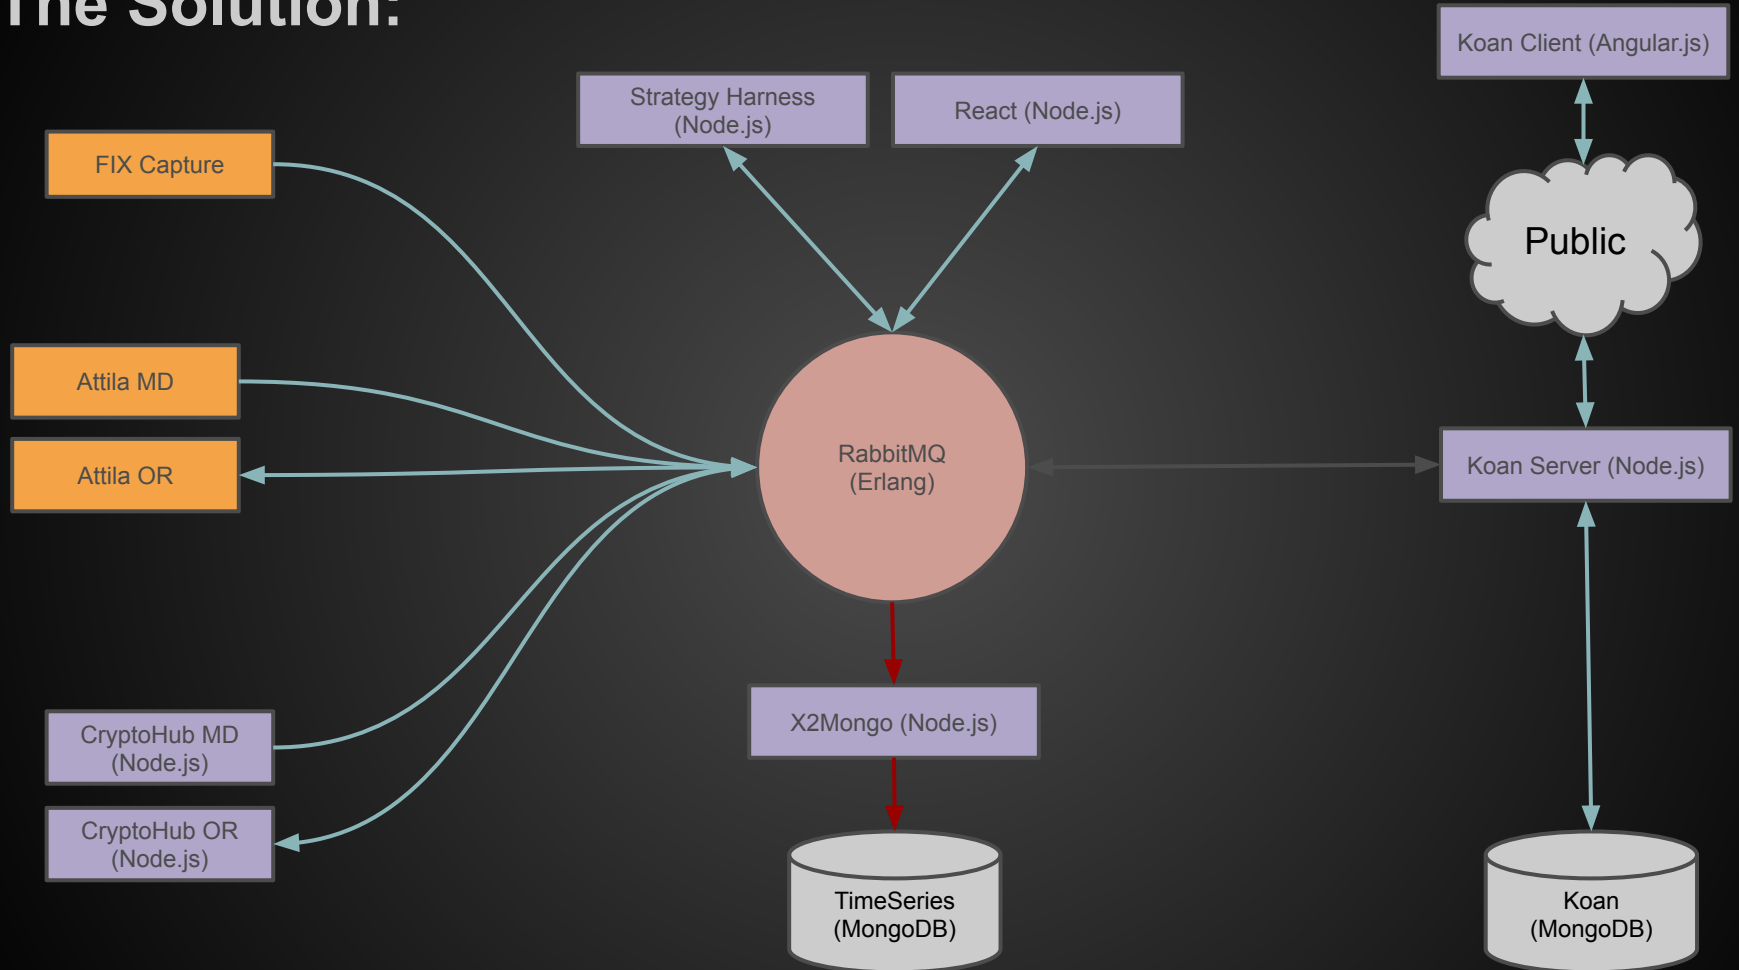 The Solution:
Koan Client (Angular.js)
Strategy Harness
(Node.js)
React (Node.js)
FIX Capture
Public
Attila MD
Attila OR
RabbitMQ
(Erlang)
Koan Server (Node.js)
CryptoHub MD
(Node.js)
X2Mongo (Node.js)
CryptoHub OR
(Node.js)
TimeSeries
(MongoDB)
Koan
(MongoDB)